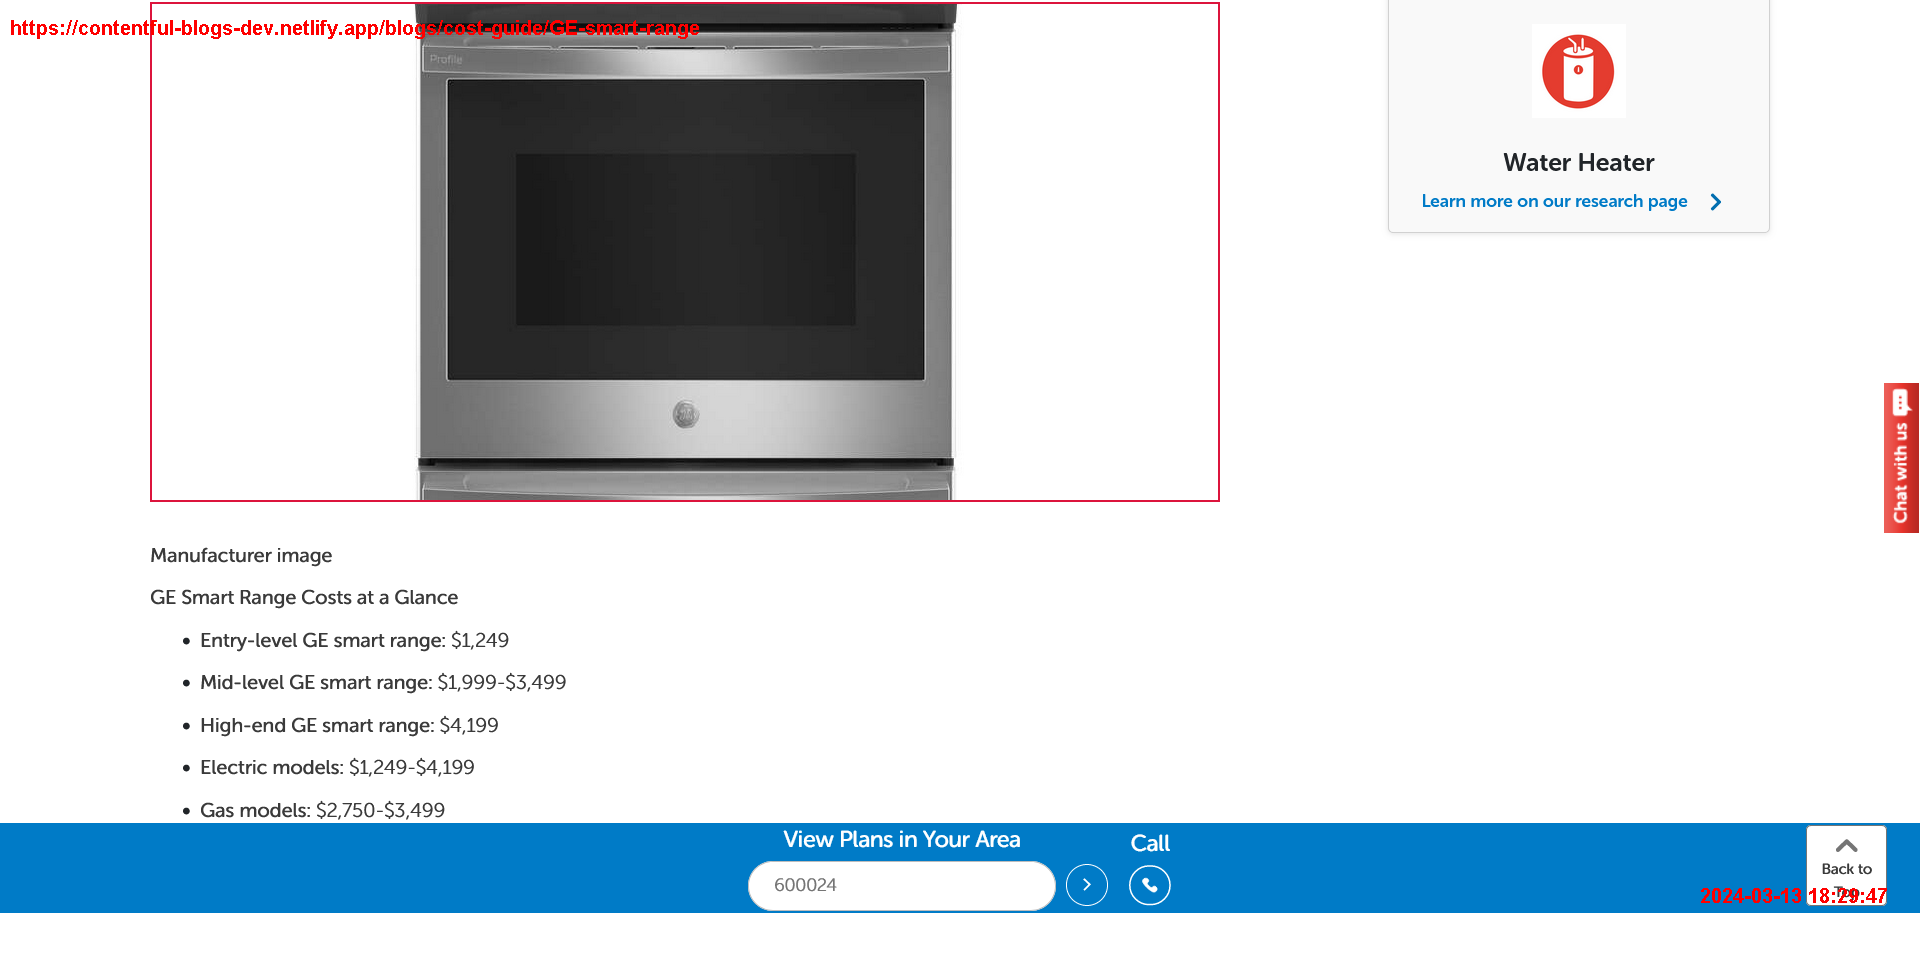 https://contentful-blogs-dev.netlify.app/blogs/cost-guide/GE-smart-range
Profile
Water Heater
Learn more on our research page
Chat with us
Manufacturer image
GE Smart Range Costs at a Glance
• Entry-level GE smart range: $1,249
• Mid-level GE smart range: $1,999-$3,499
• High-end GE smart range: $4,199
• Electric models: $1,249-$4,199
• Gas models: $2,750-$3,499
View Plans in Your Area
600024
Call
Back to
Top
2024-03-13 18:29:47